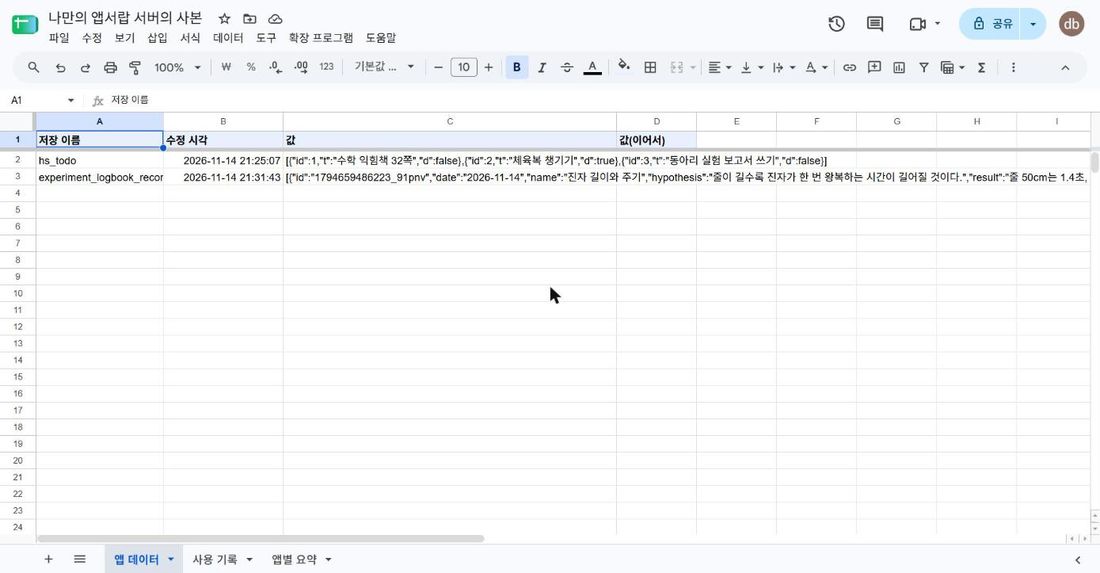 나만의 앱서랍 서버의 사본
파일 수정 보기 삽입 서식 데이터 도구 확장 프로그램 도움말
공유
db
100% ₩ % .0 .00 123 기본값 ... 10 B I A
A1 fx 저장 이름
A B C D E F G H I
1 저장 이름 수정 시각 값 값(이어서)
2 hs_todo 2026-11-14 21:25:07 [{"id":1,"t":"수학 익힘책 32쪽","d":false},{"id":2,"t":"체육복 챙기기","d":true},{"id":3,"t":"동아리 실험 보고서 쓰기","d":false}]
3 experiment_logbook_recor 2026-11-14 21:31:43 [{"id":"1794659486223_91pnv","date":"2026-11-14","name":"진자 길이와 주기","hypothesis":"줄이 길수록 진자가 한 번 왕복하는 시간이 길어질 것이다.","result":"줄 50cm는 1.4초,
4
5
6
7
8
9
10
11
12
13
14
15
16
17
18
19
20
21
22
23
24
앱 데이터 사용 기록 앱별 요약